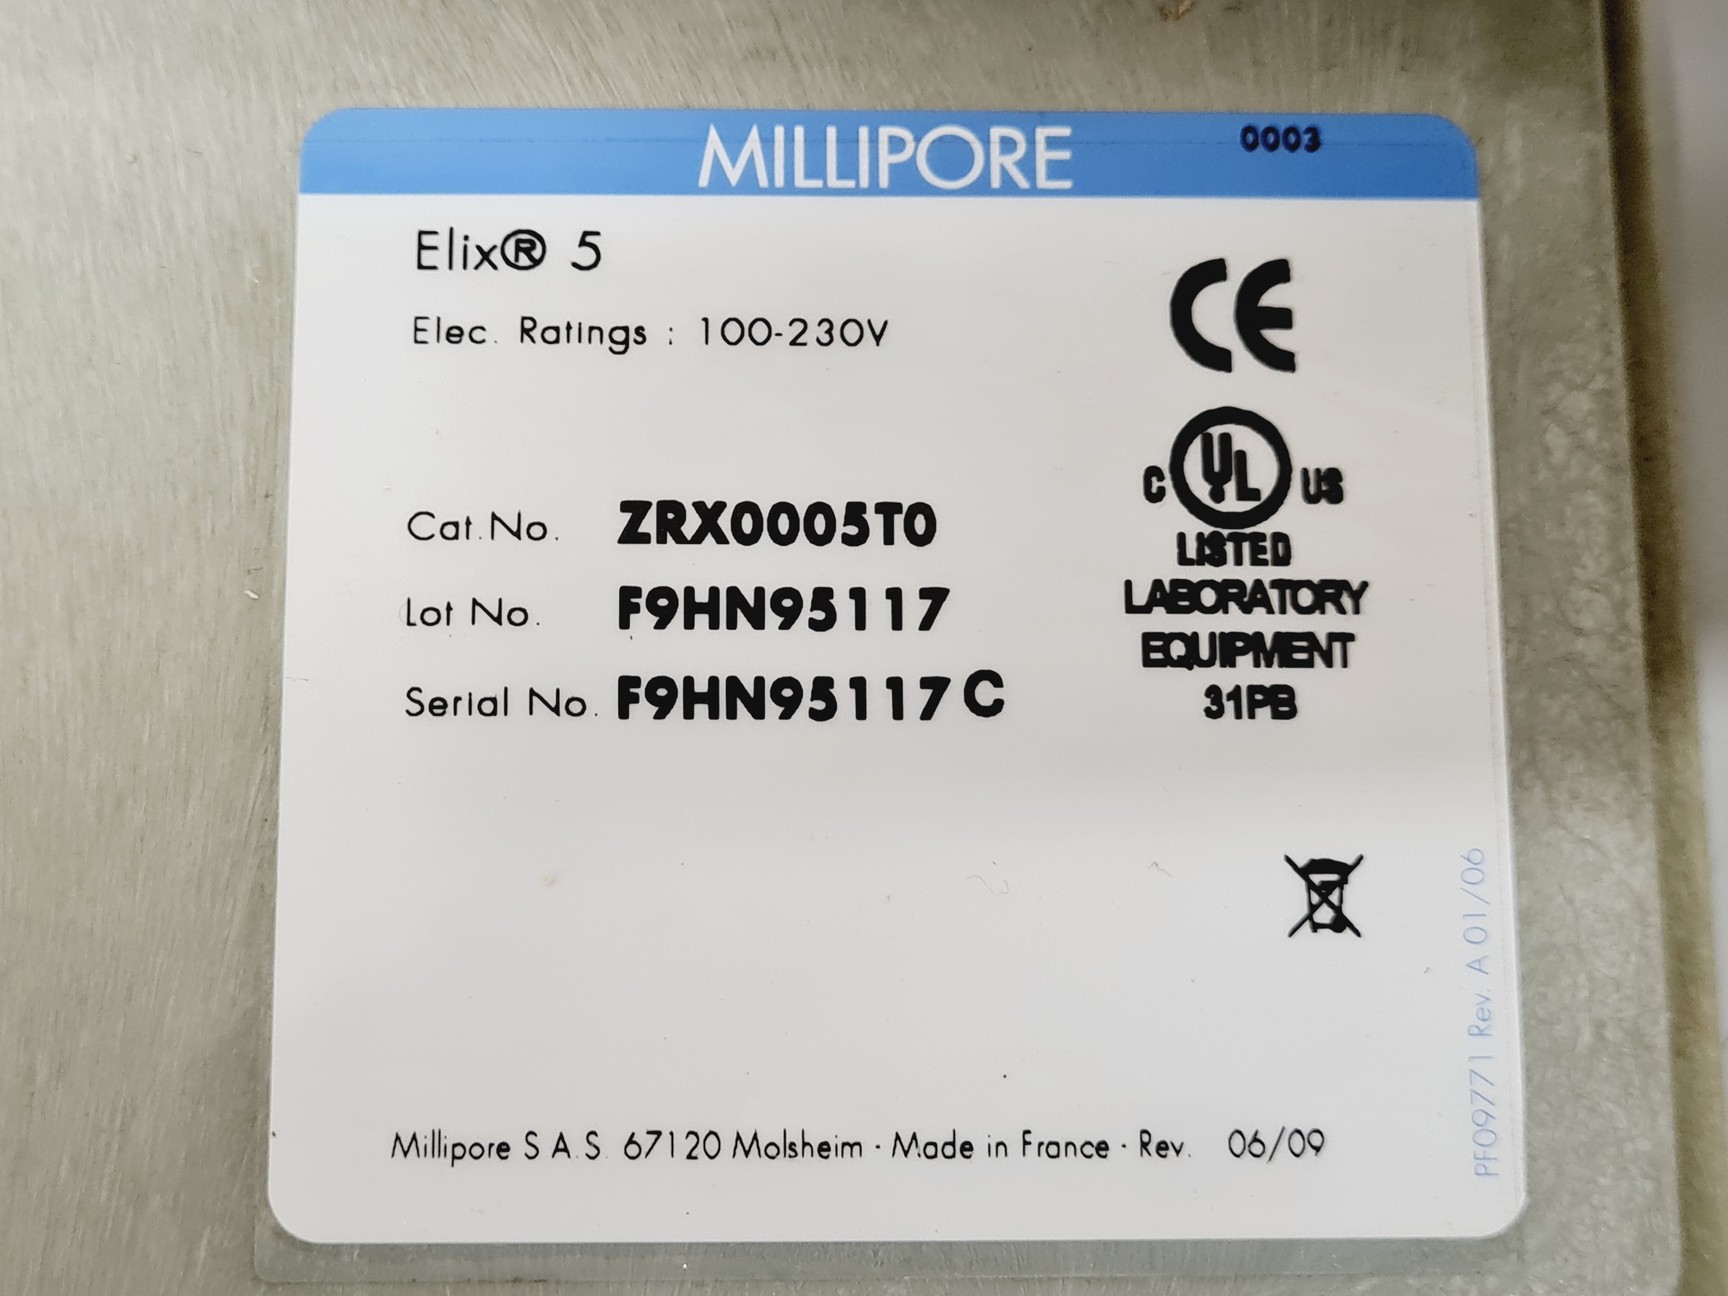 MILLIPORE 0003
Elix® 5
Elec. Ratings : 100-230V
CE
C UL US
LISTED
LABORATORY
EQUIPMENT
31PB
Cat.No. ZRX0005T0
Lot No. F9HN95117
Serial No. F9HN95117C
Millipore S.A.S. 67120 Molsheim - Made in France - Rev. 06/09
PF09771 Rev. A 01/06